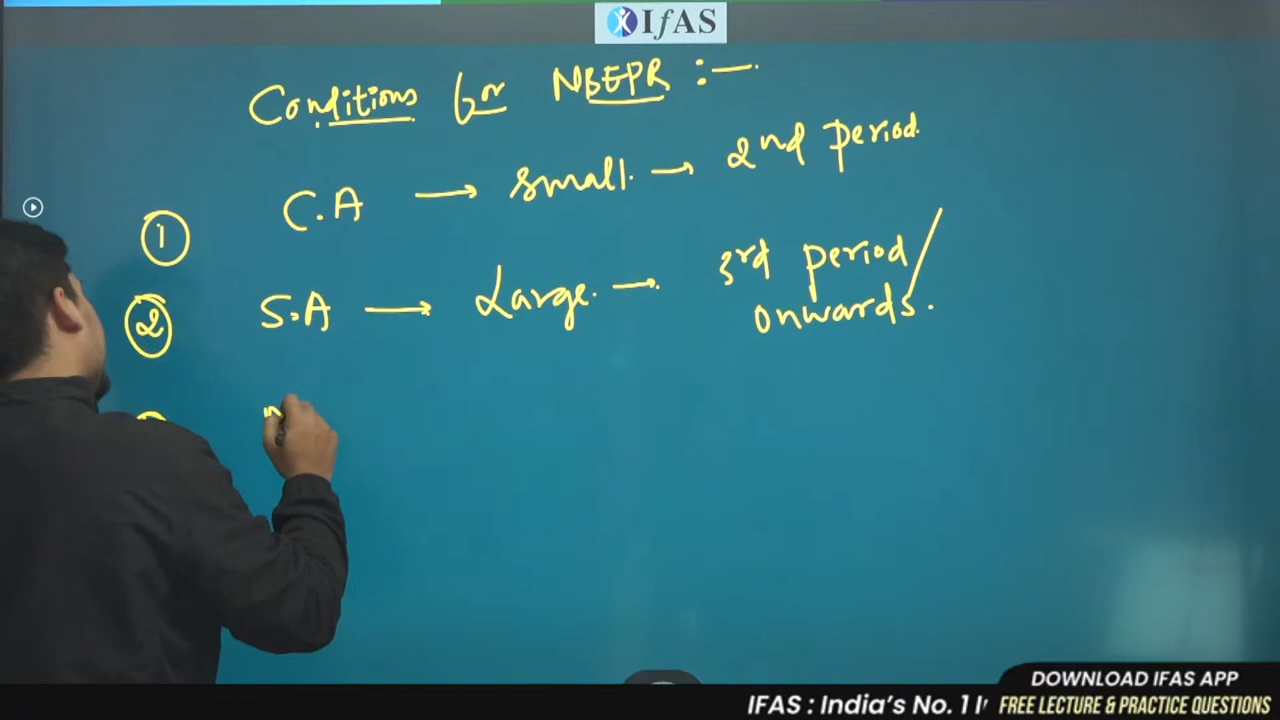 IfAS
Conditions for NBEPR :—
① C.A → small. → 2nd period.
② S.A → Large. → 3rd period/
onwards.
DOWNLOAD IFAS APP
IFAS : India's No. 1 FREE LECTURE & PRACTICE QUESTIONS